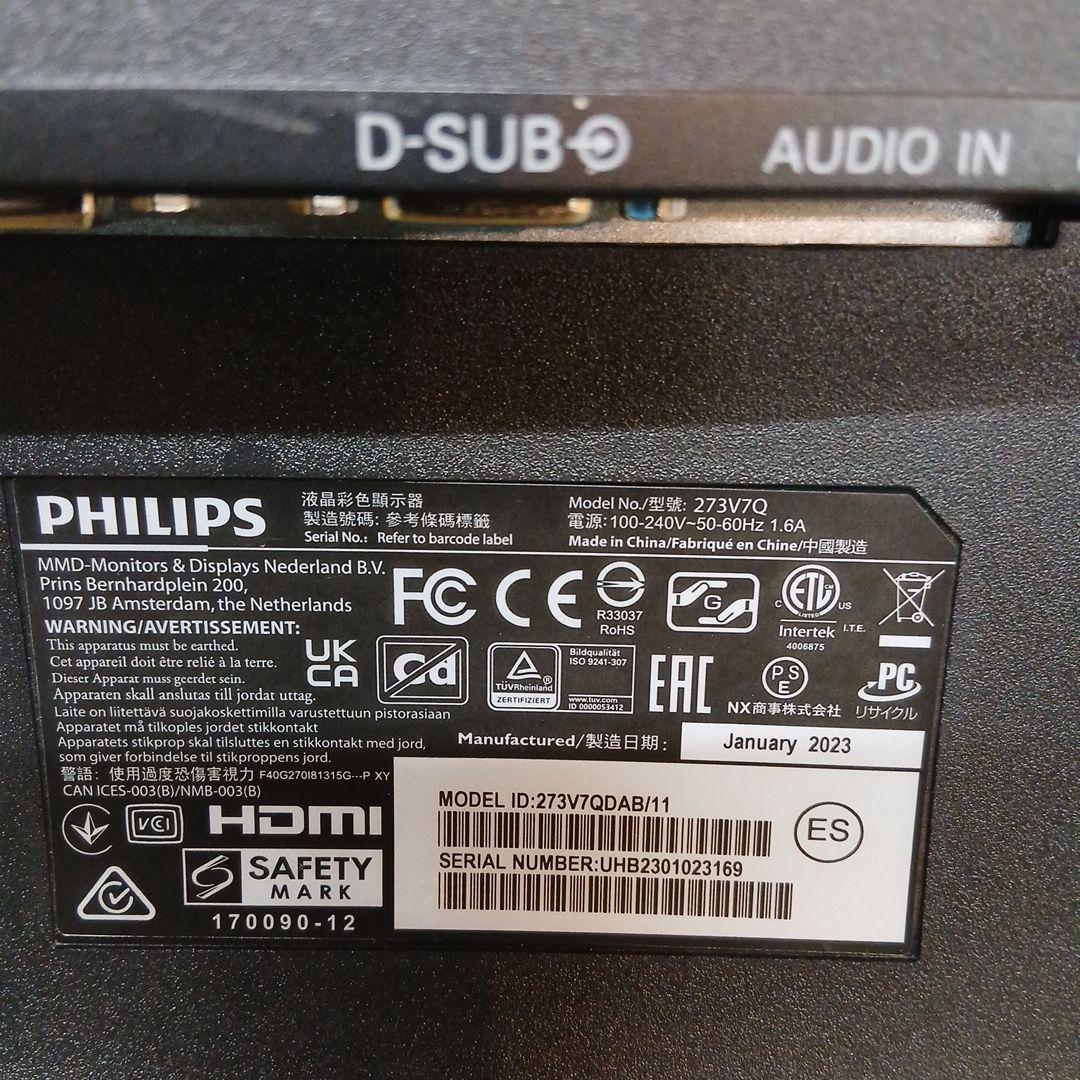 D-SUB
AUDIO IN
PHILIPS
液晶彩色顯示器
製造號碼: 參考條碼標籤
Serial No.: Refer to barcode label
Model No./型號: 273V7Q
電源:100-240V~50-60Hz 1.6A
Made in China/Fabriqué en Chine/中國製造
MMD-Monitors & Displays Nederland B.V.
Prins Bernhardplein 200,
1097 JB Amsterdam, the Netherlands
WARNING/AVERTISSEMENT:
This apparatus must be earthed.
Cet appareil doit être relié à la terre.
Dieser Apparat muss geerdet sein.
Apparaten skall anslutas till jordat uttag.
Laite on liitettävä suojakoskettimilla varustettuun pistorasiaan
Apparatet må tilkoples jordet stikkontakt
Apparatets stikprop skal tilsluttes en stikkontakt med jord,
som giver forbindelse til stikproppens jord.
警語: 使用過度恐傷害視力 F40G270I81315G---P XY
CAN ICES-003(B)/NMB-003(B)
FC
CE
R33037
RoHS
G
C ETL CM US
LISTED
Intertek
4006875
I.T.E.
UK
CA
Cd
TÜVRheinland ®
ZERTIFIZIERT
Bildqualität
ISO 9241-307
www.tuv.com
ID 0000053412
EAC
PS
E
NX商事株式会社
PC
リサイクル
Manufactured/製造日期:
January 2023
VCCI
HDMI
SAFETY
MARK
170090-12
MODEL ID:273V7QDAB/11
SERIAL NUMBER:UHB2301023169
ES